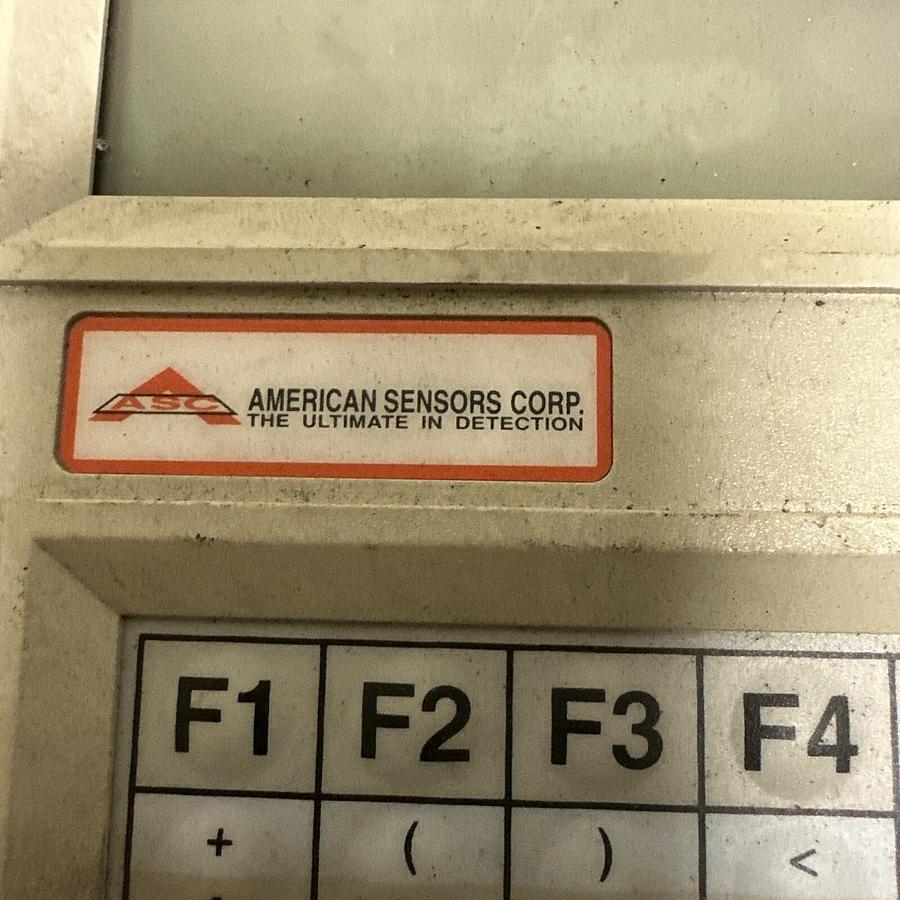 ASC
AMERICAN SENSORS CORP.
THE ULTIMATE IN DETECTION
F1 F2 F3 F4
+ ( ) <